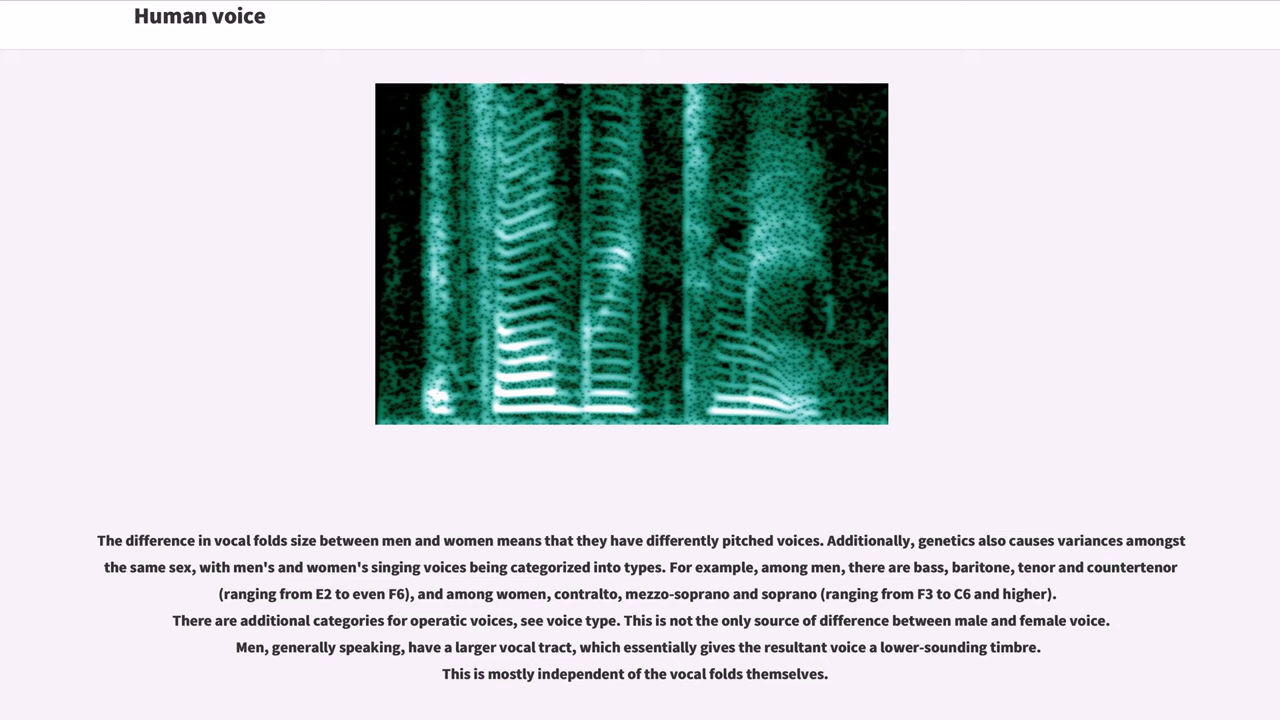 Human voice
The difference in vocal folds size between men and women means that they have differently pitched voices. Additionally, genetics also causes variances amongst
the same sex, with men's and women's singing voices being categorized into types. For example, among men, there are bass, baritone, tenor and countertenor
(ranging from E2 to even F6), and among women, contralto, mezzo-soprano and soprano (ranging from F3 to C6 and higher).
There are additional categories for operatic voices, see voice type. This is not the only source of difference between male and female voice.
Men, generally speaking, have a larger vocal tract, which essentially gives the resultant voice a lower-sounding timbre.
This is mostly independent of the vocal folds themselves.